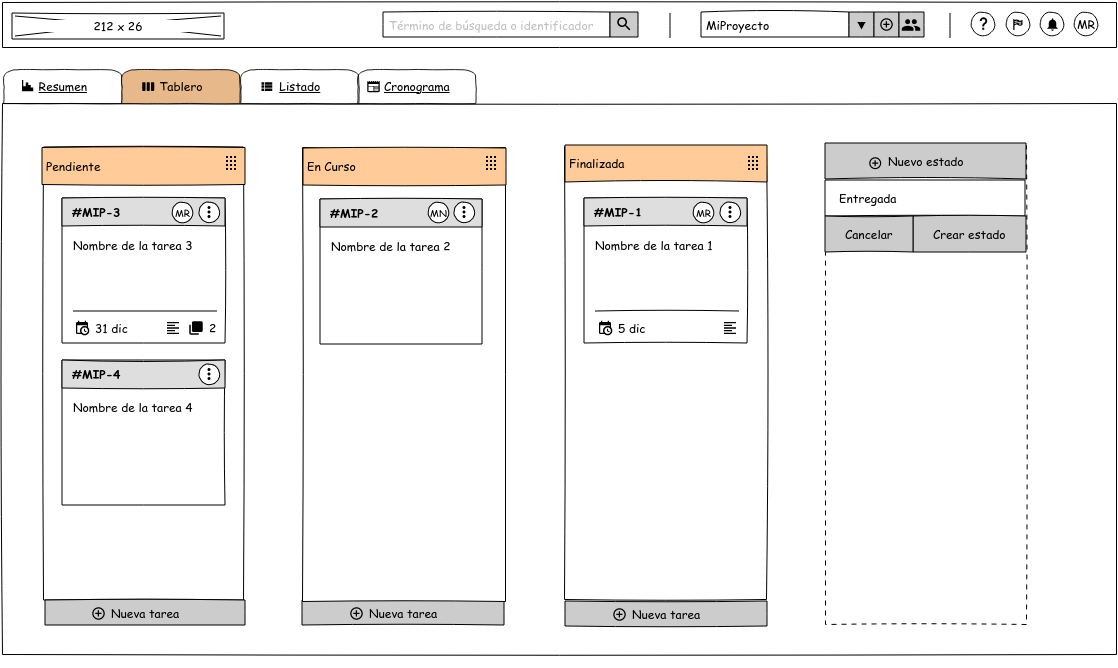 212 x 26
Término de búsqueda o identificador
MiProyecto
?
MR
Resumen
Tablero
Listado
Cronograma
Pendiente
#MIP-3
MR
Nombre de la tarea 3
31 dic
2
#MIP-4
Nombre de la tarea 4
Nueva tarea
En Curso
#MIP-2
MN
Nombre de la tarea 2
Nueva tarea
Finalizada
#MIP-1
MR
Nombre de la tarea 1
5 dic
Nueva tarea
Nuevo estado
Entregada
Cancelar
Crear estado